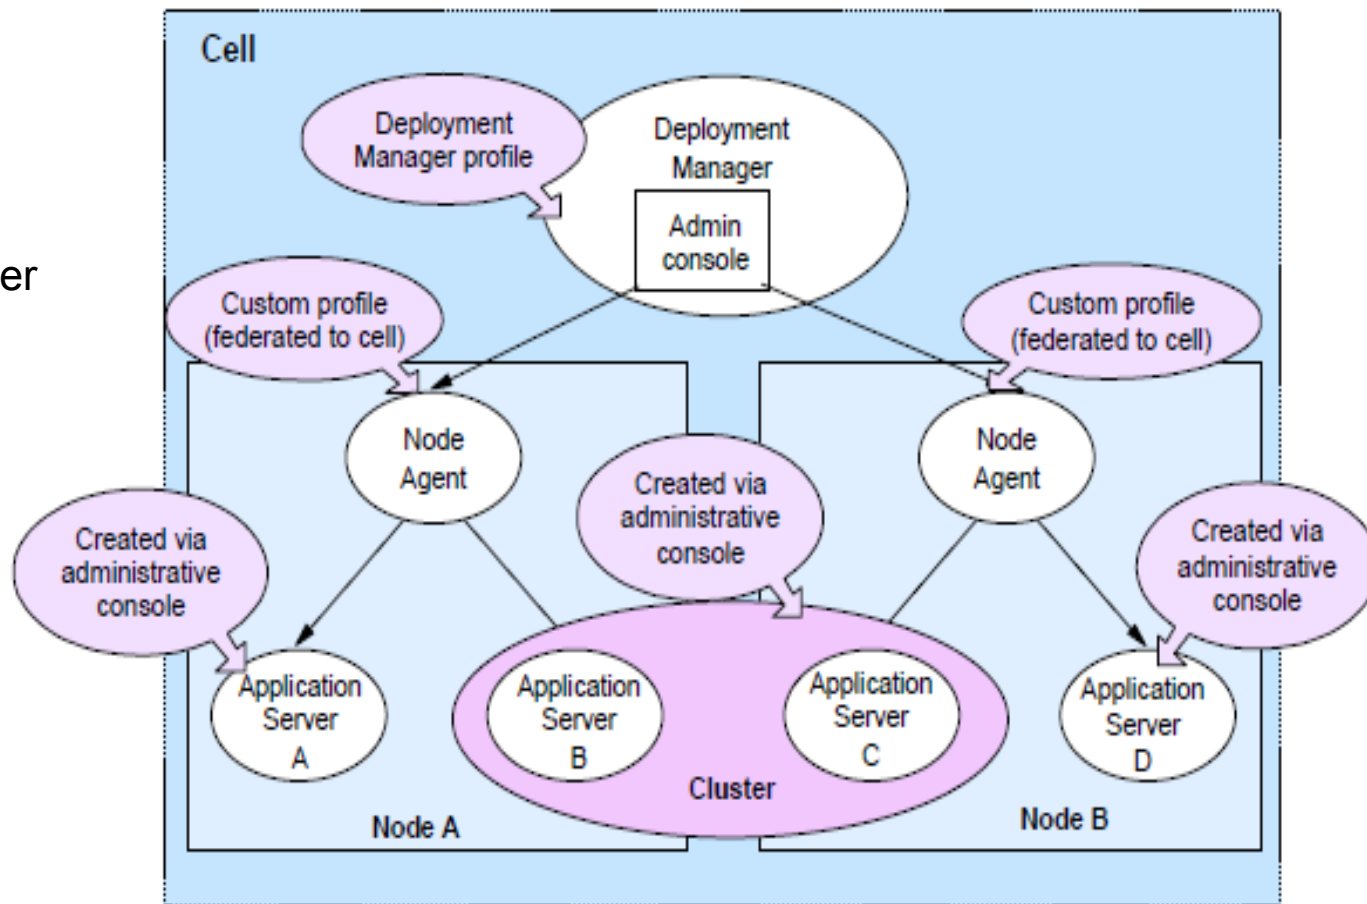 Cell
Deployment
Manager profile
Deployment
Manager
Admin
console
er
Custom profile
(federated to cell)
Custom profile
(federated to cell)
Node
Agent
Node
Agent
Created via
administrative
console
Created via
administrative
console
Created via
administrative
console
Application
Server
A
Application
Server
B
Application
Server
C
Application
Server
D
Cluster
Node A
Node B